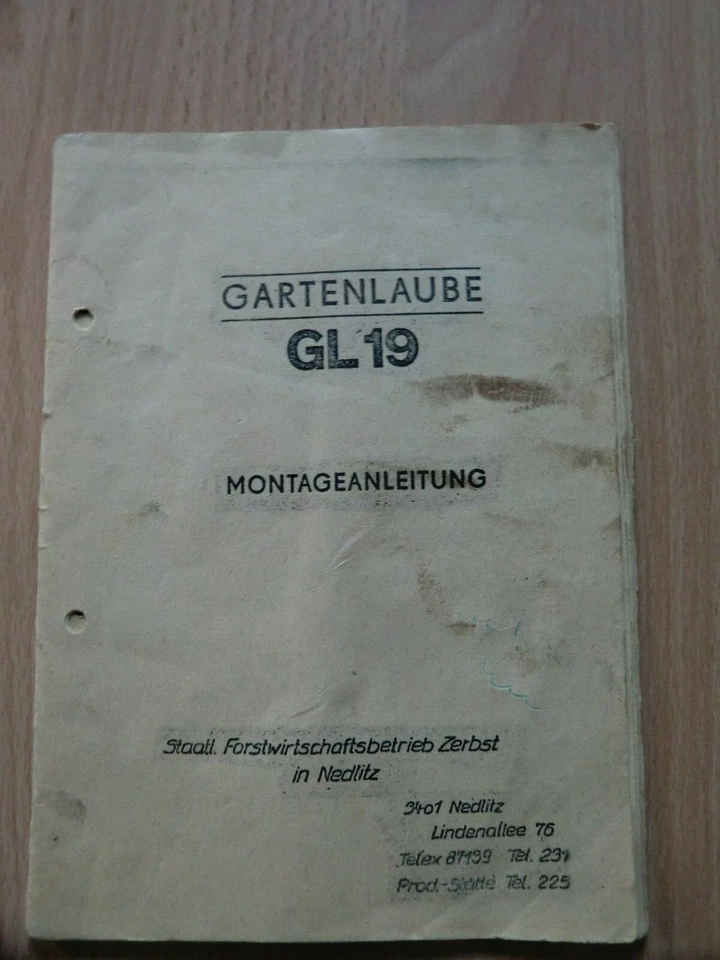 GARTENLAUBE
GL 19
MONTAGEANLEITUNG
Staatl. Forstwirtschaftsbetrieb Zerbst
in Nedlitz
3401 Nedlitz
Lindenallee 76
Telex 87139 Tel. 231
Prod.-Stätte Tel. 225